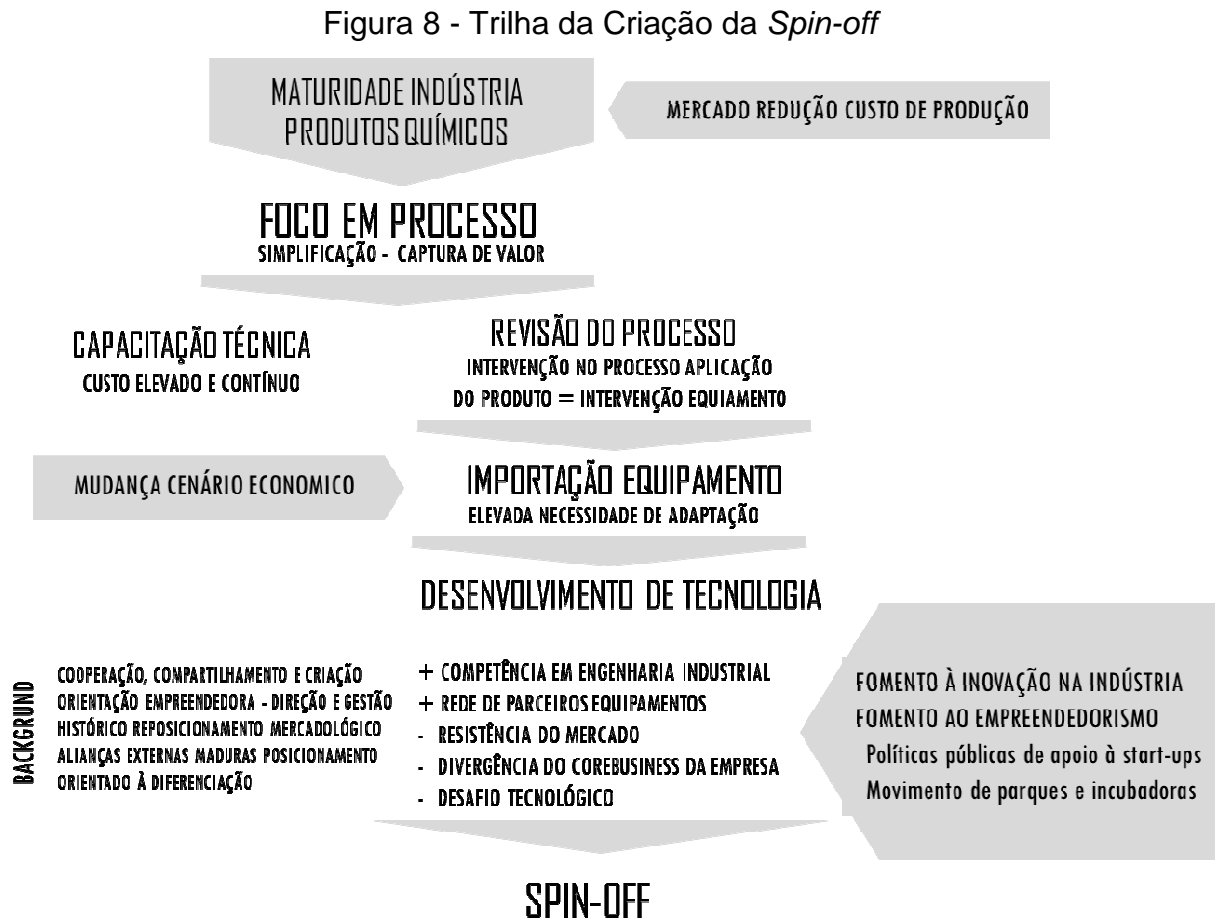 Figura 8 - Trilha da Criação da Spin-off
MATURIDADE INDÚSTRIA
PRODUTOS QUÍMICOS
MERCADO REDUÇÃO CUSTO DE PRODUÇÃO
FOCO EM PROCESSO
SIMPLIFICAÇÃO - CAPTURA DE VALOR
CAPACITAÇÃO TÉCNICA
CUSTO ELEVADO E CONTÍNUO
REVISÃO DO PROCESSO
INTERVENÇÃO NO PROCESSO APLICAÇÃO
DO PRODUTO = INTERVENÇÃO EQUIAMENTO
MUDANÇA CENÁRIO ECONOMICO
IMPORTAÇÃO EQUIPAMENTO
ELEVADA NECESSIDADE DE ADAPTAÇÃO
DESENVOLVIMENTO DE TECNOLOGIA
BACKGRUND
COOPERAÇÃO, COMPARTILHAMENTO E CRIAÇÃO
ORIENTAÇÃO EMPREENDEDORA - DIREÇÃO E GESTÃO
HISTÓRICO REPOSICIONAMENTO MERCADOLÓGICO
ALIANÇAS EXTERNAS MADURAS POSICIONAMENTO
ORIENTADO À DIFERENCIAÇÃO
+ COMPETÊNCIA EM ENGENHARIA INDUSTRIAL
+ REDE DE PARCEIROS EQUIPAMENTOS
- RESISTÊNCIA DO MERCADO
- DIVERGÊNCIA DO COREBUSINESS DA EMPRESA
- DESAFIO TECNOLÓGICO
FOMENTO À INOVAÇÃO NA INDÚSTRIA
FOMENTO AO EMPREENDEDORISMO
Políticas públicas de apoio à start-ups
Movimento de parques e incubadoras
SPIN-OFF